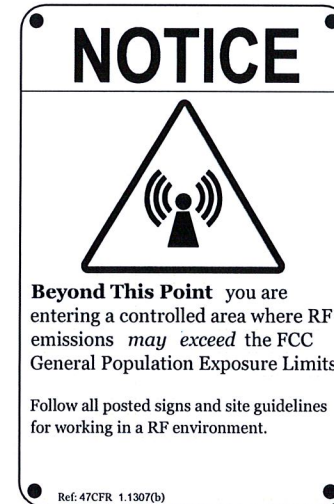 NOTICE
Beyond This Point you are
entering a controlled area where RF
emissions may exceed the FCC
General Population Exposure Limits
Follow all posted signs and site guidelines
for working in a RF environment.
Ref: 47CFR 1.1307(b)